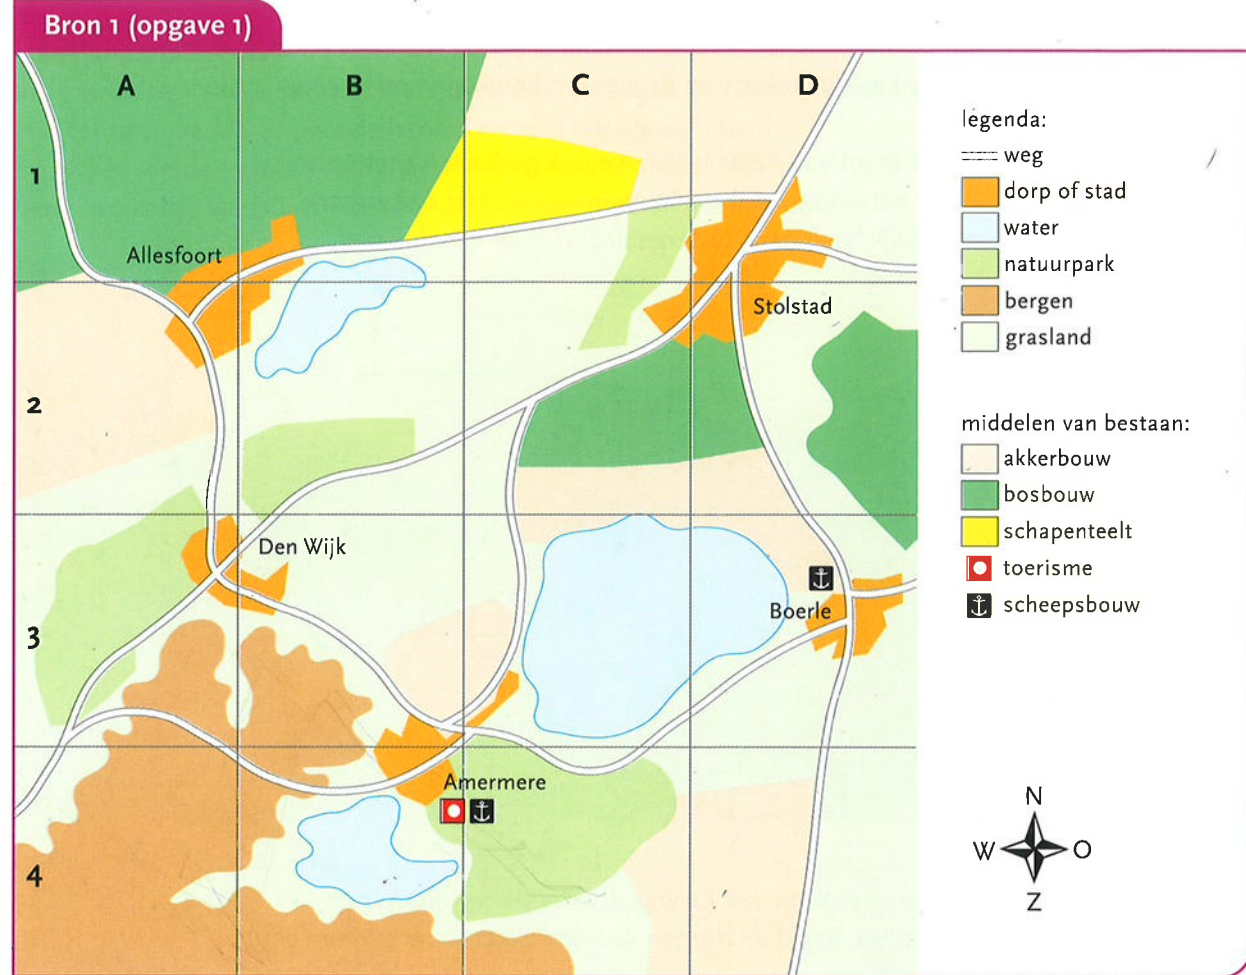 Bron 1 (opgave 1)
A
B
C
D
1
2
3
4
Allesfoort
Stolstad
Den Wijk
Boerle
Amermere
legenda:
weg
dorp of stad
water
natuurpark
bergen
grasland
middelen van bestaan:
akkerbouw
bosbouw
schapenteelt
toerisme
scheepsbouw
N
W
O
Z